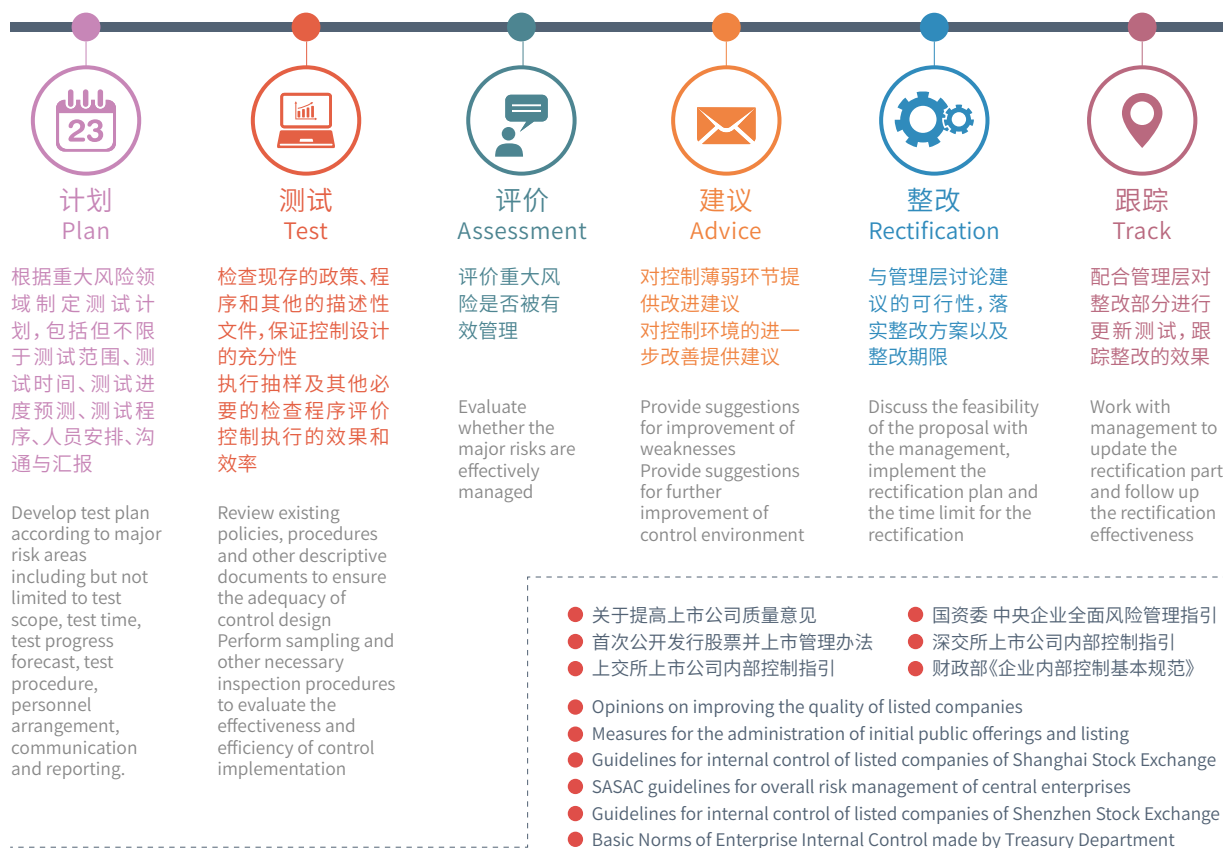 23
计划
Plan
根据重大风险领
域制定测试计
划，包括但不限
于测试范围、测
试时间、测试进
度预测、测试程
序、人员安排、沟
通与汇报
Develop test plan
according to major
risk areas
including but not
limited to test
scope, test time,
test progress
forecast, test
procedure,
personnel
arrangement,
communication
and reporting.
测试
Test
检查现存的政策、程
序和其他的描述性
文件，保证控制设计
的充分性
执行抽样及其他必
要的检查程序评价
控制执行的效果和
效率
Review existing
policies, procedures
and other descriptive
documents to ensure
the adequacy of
control design
Perform sampling and
other necessary
inspection procedures
to evaluate the
effectiveness and
efficiency of control
implementation
评价
Assessment
评价重大风
险是否被有
效管理
Evaluate
whether the
major risks are
effectively
managed
建议
Advice
对控制薄弱环节提
供改进建议
对控制环境的进一
步改善提供建议
Provide suggestions
for improvement of
weaknesses
Provide suggestions
for further
improvement of
control environment
整改
Rectification
与管理层讨论建
议的可行性，落
实整改方案以及
整改期限
Discuss the feasibility
of the proposal with
the management,
implement the
rectification plan and
the time limit for the
rectification
跟踪
Track
配合管理层对
整改部分进行
更新测试，跟
踪整改的效果
Work with
management to
update the
rectification part
and follow up
the rectification
effectiveness
关于提高上市公司质量意见
首次公开发行股票并上市管理办法
上交所上市公司内部控制指引
国资委 中央企业全面风险管理指引
深交所上市公司内部控制指引
财政部《企业内部控制基本规范》
Opinions on improving the quality of listed companies
Measures for the administration of initial public offerings and listing
Guidelines for internal control of listed companies of Shanghai Stock Exchange
SASAC guidelines for overall risk management of central enterprises
Guidelines for internal control of listed companies of Shenzhen Stock Exchange
Basic Norms of Enterprise Internal Control made by Treasury Department